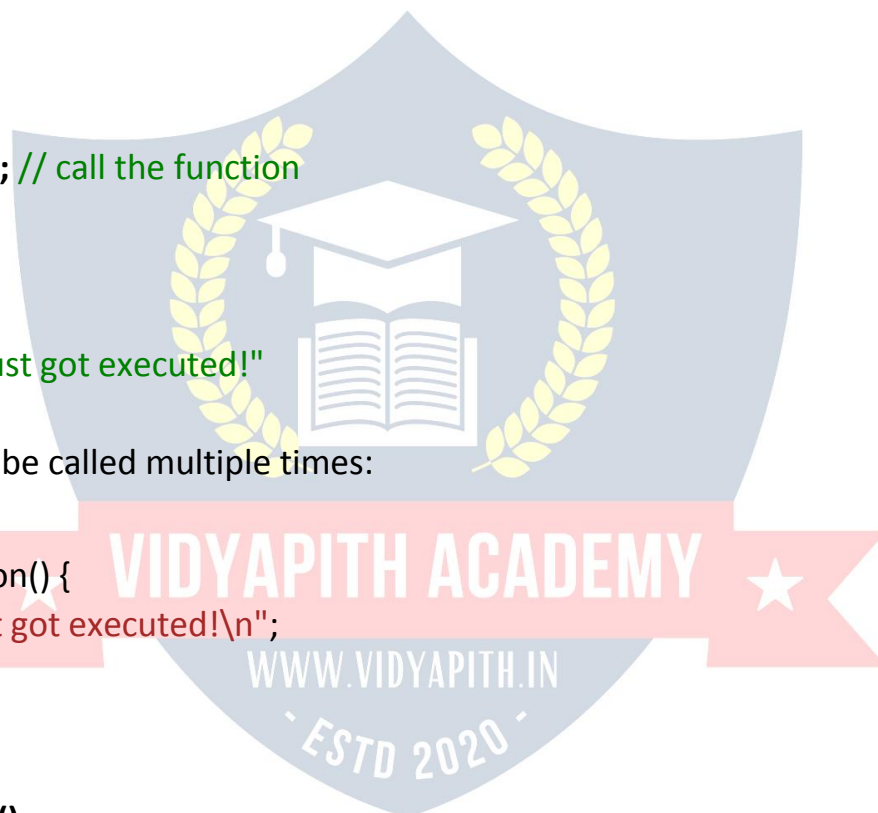 ; // call the function
ust got executed!"
be called multiple times:
on() {
VIDYAPITH ACADEMY
t got executed!\n";
WWW.VIDYAPITH.IN
- ESTD 2020 -
()